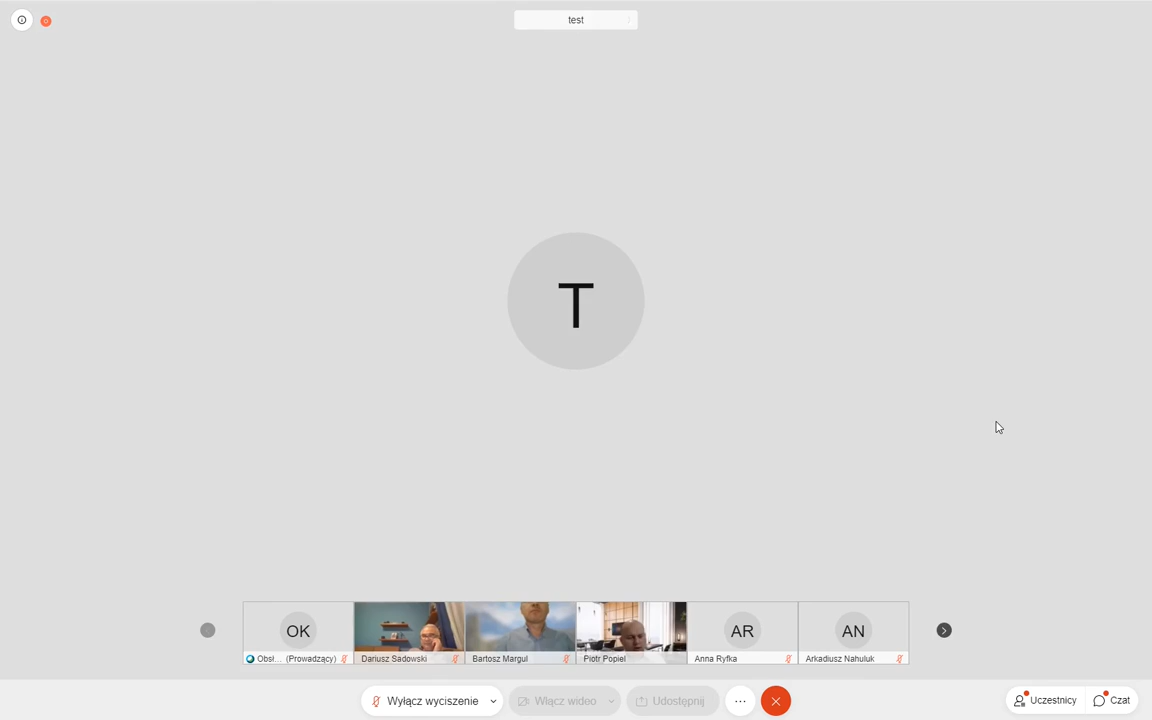 test
T
OK
Obsł... (Prowadzący)
Dariusz Sadowski
Bartosz Margul
Piotr Popiel
AR
Anna Ryfka
AN
Arkadiusz Nahuluk
Wyłącz wyciszenie
Włącz wideo
Udostępnij
Uczestnicy
Czat